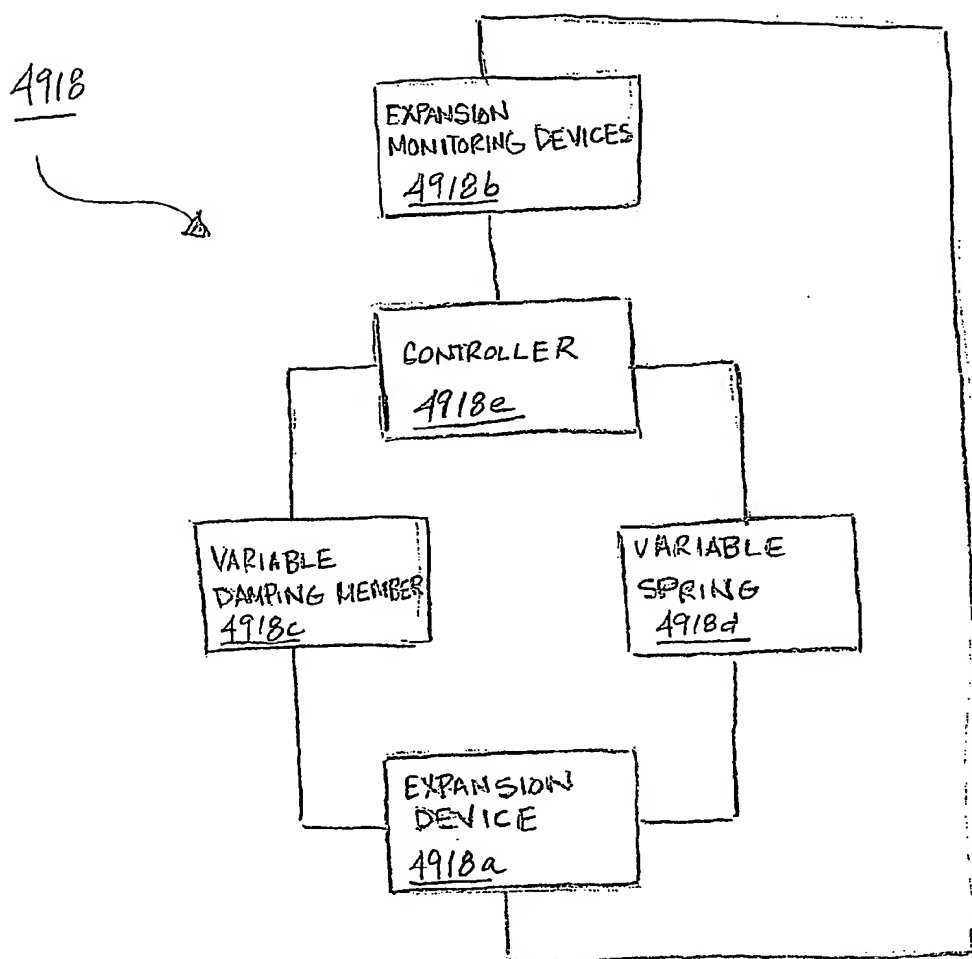 4918
EXPANSION
MONITORING DEVICES
4918b
CONTROLLER
4918e
VARIABLE
DAMPING MEMBER
4918c
VARIABLE
SPRING
4918d
EXPANSION
DEVICE
4918a